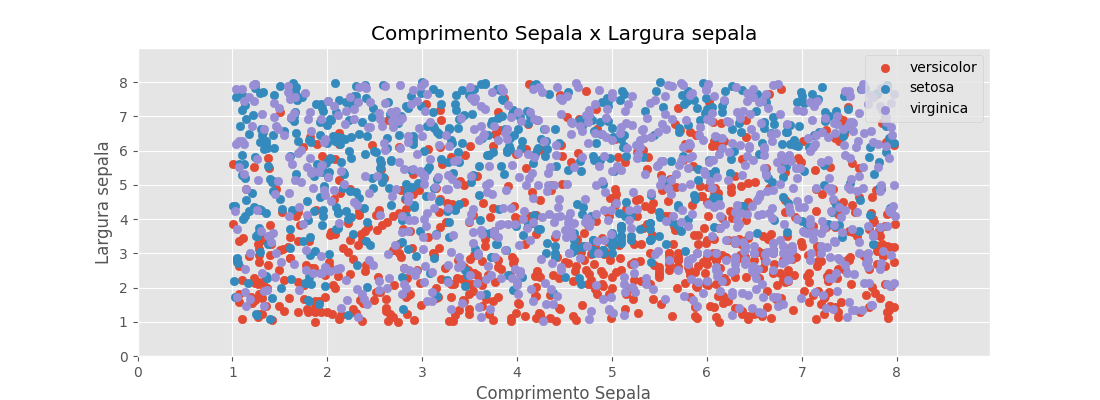 Comprimento Sepala x Largura sepala
versicolor
setosa
virginica
Largura sepala
8
7
6
5
4
3
2
1
0
0 1 2 3 4 5 6 7 8
Comprimento Sepala